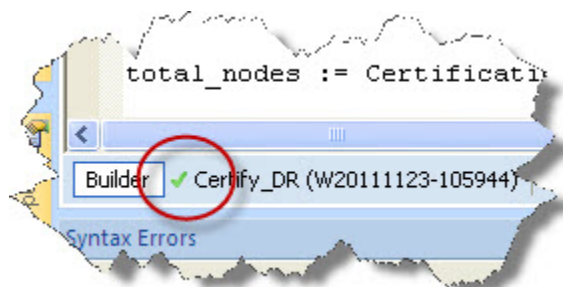 total_nodes := Certificati
Builder Certify_DR (W20111123-105944)
Syntax Errors